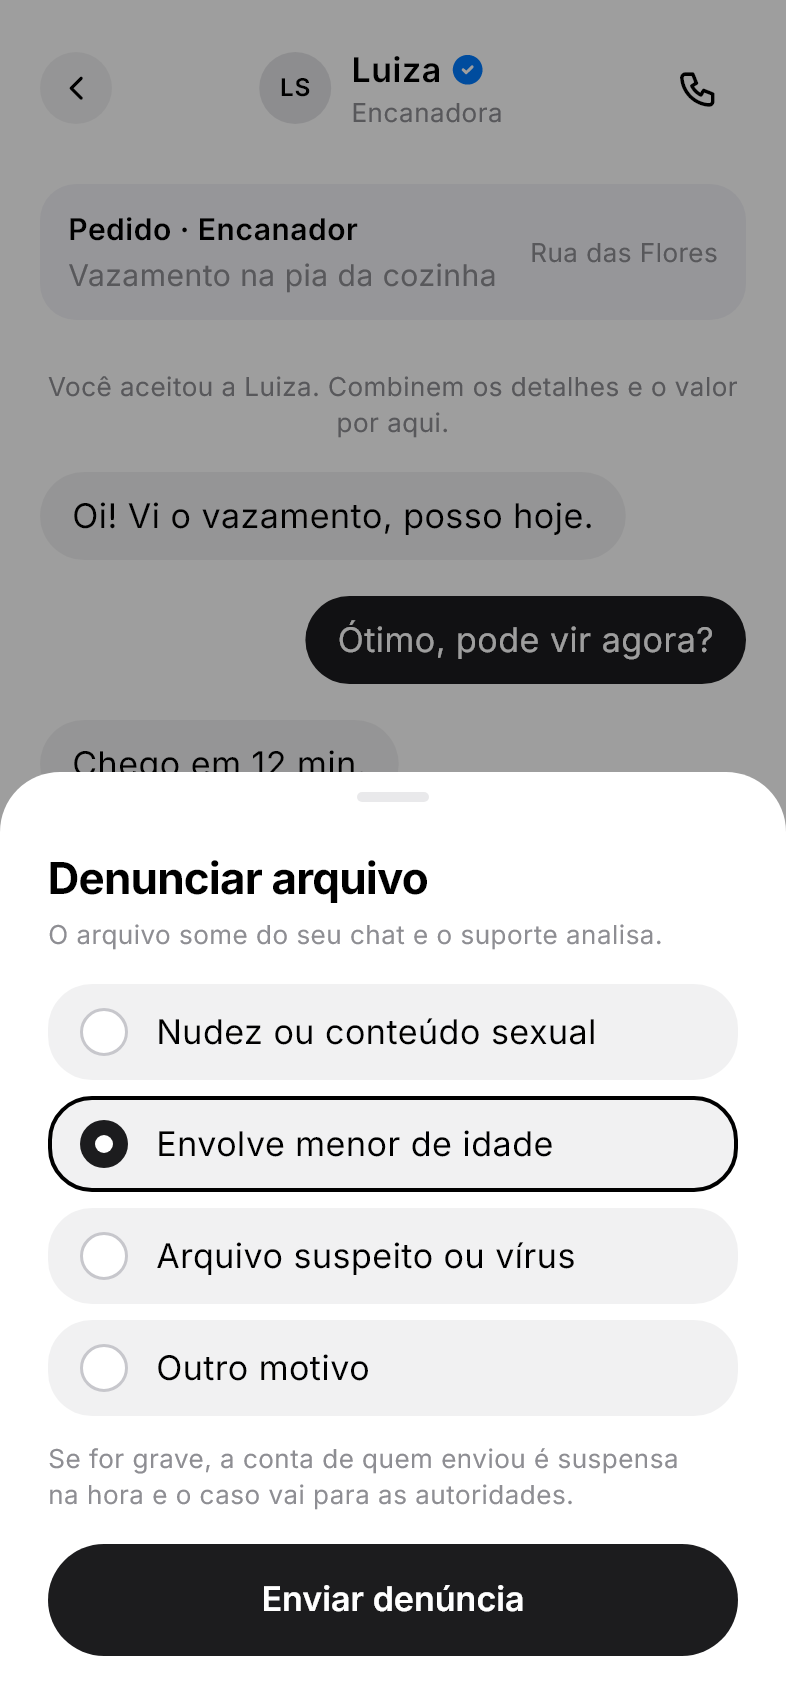 LS
Luiza
Encanadora
Pedido · Encanador
Vazamento na pia da cozinha
Rua das Flores
Você aceitou a Luiza. Combinem os detalhes e o valor
por aqui.
Oi! Vi o vazamento, posso hoje.
Ótimo, pode vir agora?
Chego em 12 min
Denunciar arquivo
O arquivo some do seu chat e o suporte analisa.
Nudez ou conteúdo sexual
Envolve menor de idade
Arquivo suspeito ou vírus
Outro motivo
Se for grave, a conta de quem enviou é suspensa
na hora e o caso vai para as autoridades.
Enviar denúncia